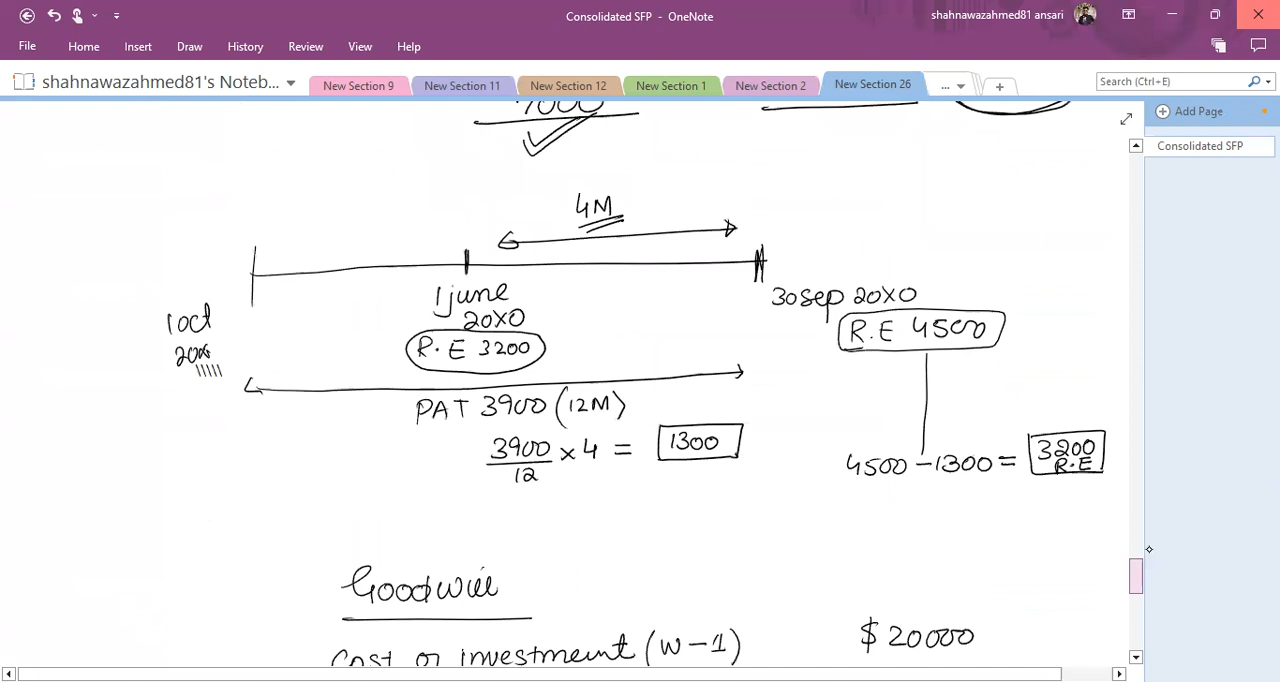 Consolidated SFP - OneNote
shahnawazahmed81 ansari
File Home Insert Draw History Review View Help
shahnawazahmed81's Noteb...
New Section 9
New Section 11
New Section 12
New Section 1
New Section 2
New Section 26
...
Search (Ctrl+E)
Add Page
Consolidated SFP
4M
1 Oct
1 june
20X0
R.E 3200
30 Sep 20X0
R.E 4500
PAT 3900 (12M)
3900/12 × 4 = 1300
4500 - 1300 = 3200
R.E
Goodwill
Cost of investment (W-1) $ 20000